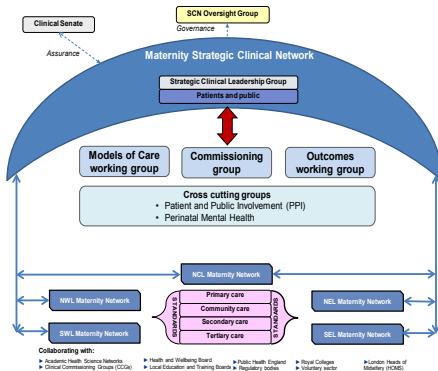 SCN Oversight Group
Clinical Senate
Governance
Assurance
Maternity Strategic Clinical Network
Strategic Clinical Leadership Group
Patients and public
Models of Care
working group
Commissioning
group
Outcomes
working group
Cross cutting groups
• Patient and Public Involvement (PPI)
• Perinatal Mental Health
NCL Maternity Network
NWL Maternity Network
SWL Maternity Network
STANDARDS
Primary care
Community care
Secondary care
Tertiary care
STANDARDS
NEL Maternity Network
SEL Maternity Network
Collaborating with:
►Academic Health Science Networks
►Clinical Commissioning Groups (CCGs)
►Health and Wellbeing Board
►Local Education and Training Boards
►Public Health England
►Regulatory bodies
►Royal Colleges
►Voluntary sector
►London Heads of
Midwifery (HOMS)